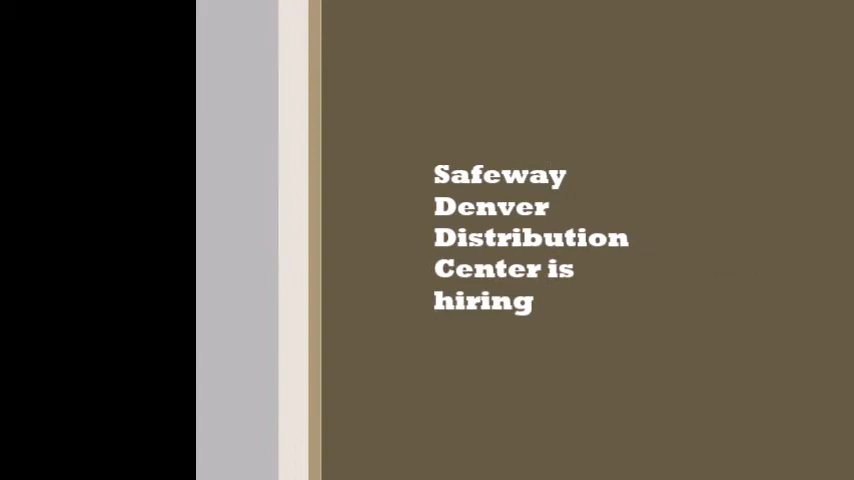 Safeway
Denver
Distribution
Center is
hiring